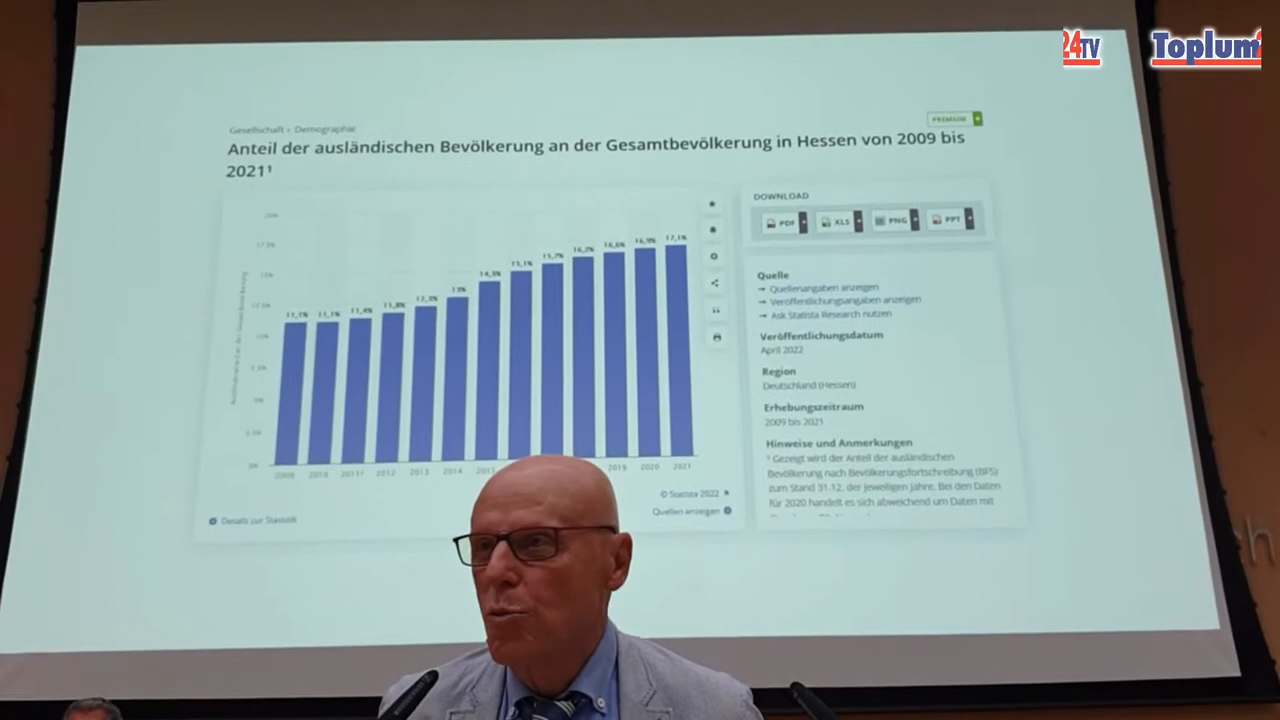 24TV
Toplum
Gesellschaft › Demographie
PREMIUM +
Anteil der ausländischen Bevölkerung an der Gesamtbevölkerung in Hessen von 2009 bis
2021¹
DOWNLOAD
PDF
XLS
PNG
PPT
20%
17,1%
16,9%
16,6%
16,2%
15,7%
15,1%
13%
12,3%
11,8%
11,4%
11,1%
11,1%
Quelle
→ Quellenangaben anzeigen
→ Veröffentlichungsangaben anzeigen
→ Ask Statista Research nutzen
Veröffentlichungsdatum
April 2022
Region
Deutschland (Hessen)
Erhebungszeitraum
2009 bis 2021
Hinweise und Anmerkungen
¹ Gezeigt wird der Anteil der ausländischen
Bevölkerung nach Bevölkerungsfortschreibung (BFS)
zum Stand 31.12. der jeweiligen Jahre. Bei den Daten
für 2020 handelt es sich abweichend um Daten mit
2009 2010 2011 2012 2013 2014 2015 2019 2020 2021
© Statista 2022
Details zur Statistik
Quellen anzeigen
h